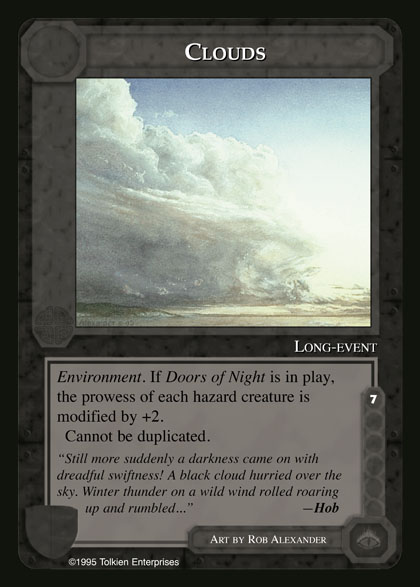 Clouds
Alexander © 95
Long-event
Environment. If Doors of Night is in play,
the prowess of each hazard creature is
modified by +2.
Cannot be duplicated.
7
“Still more suddenly a darkness came on with
dreadful swiftness! A black cloud hurried over the
sky. Winter thunder on a wild wind rolled roaring
up and rumbled...” —Hob
Art by Rob Alexander
©1995 Tolkien Enterprises